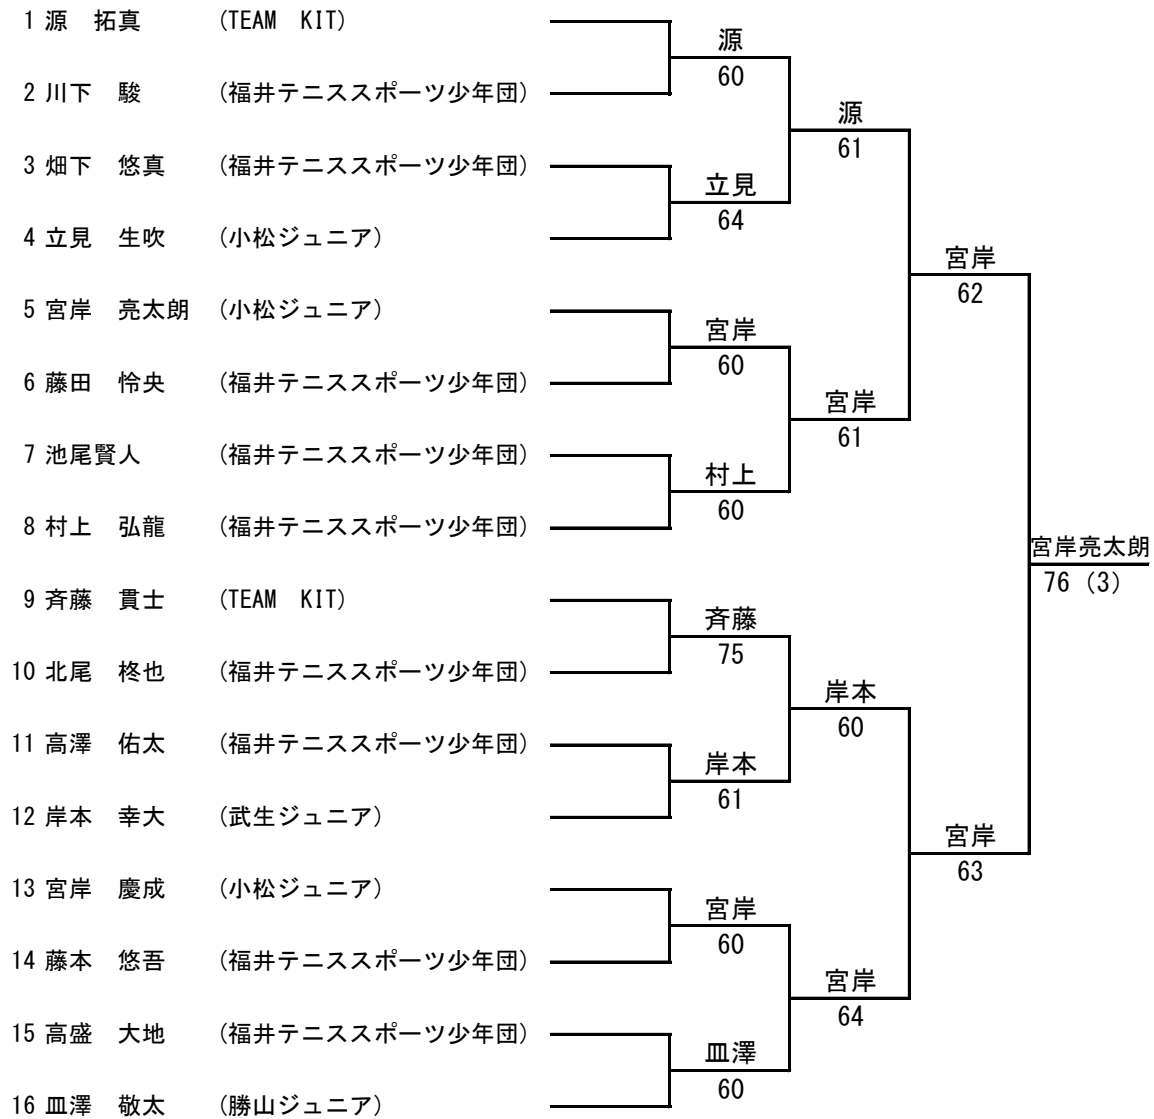 1 源　拓真　(TEAM　KIT)
源
60
2 川下　駿　(福井テニススポーツ少年団)
源
61
3 畑下　悠真　(福井テニススポーツ少年団)
立見
64
4 立見　生吹　(小松ジュニア)
宮岸
62
5 宮岸　亮太朗　(小松ジュニア)
宮岸
60
6 藤田　怜央　(福井テニススポーツ少年団)
宮岸
61
7 池尾賢人　(福井テニススポーツ少年団)
村上
60
8 村上　弘龍　(福井テニススポーツ少年団)
宮岸亮太朗
76 (3)
9 斉藤　貫士　(TEAM　KIT)
斉藤
75
10 北尾　柊也　(福井テニススポーツ少年団)
岸本
60
11 高澤　佑太　(福井テニススポーツ少年団)
岸本
61
12 岸本　幸大　(武生ジュニア)
宮岸
63
13 宮岸　慶成　(小松ジュニア)
宮岸
60
14 藤本　悠吾　(福井テニススポーツ少年団)
宮岸
64
15 高盛　大地　(福井テニススポーツ少年団)
皿澤
60
16 皿澤　敬太　(勝山ジュニア)